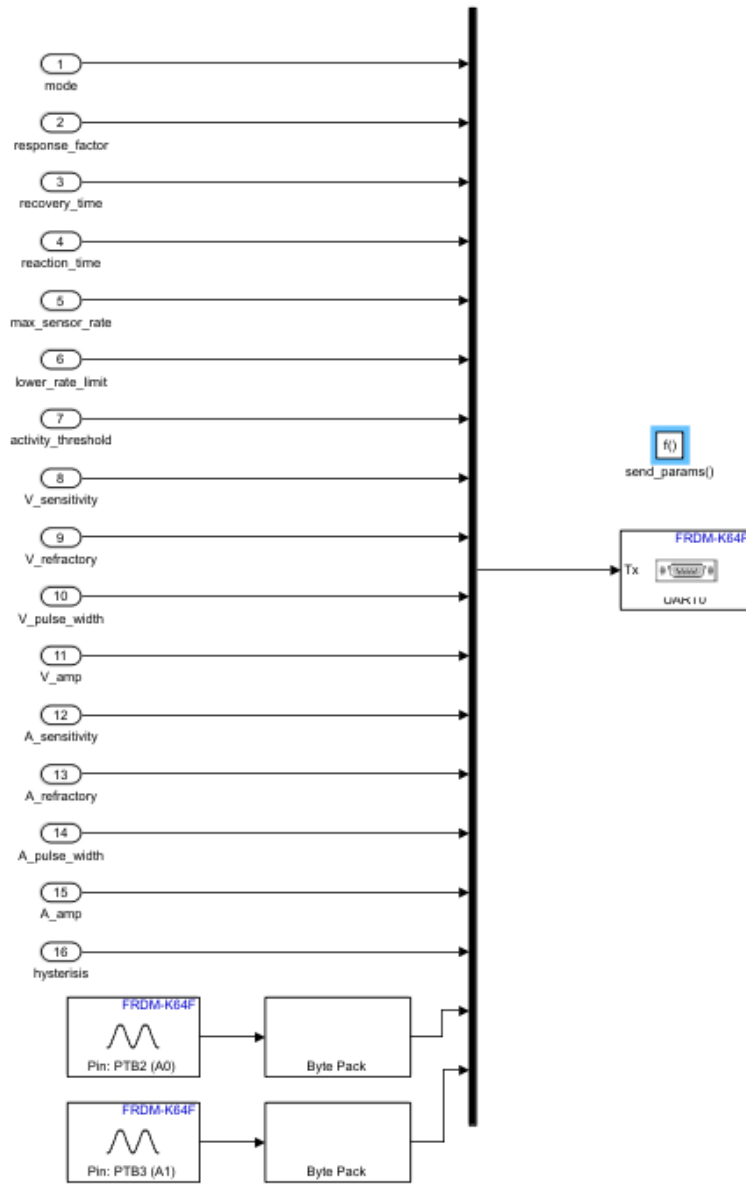 1
mode
2
response_factor
3
recovery_time
4
reaction_time
5
max_sensor_rate
6
lower_rate_limit
7
activity_threshold
8
V_sensitivity
9
V_refractory
10
V_pulse_width
11
V_amp
12
A_sensitivity
13
A_refractory
14
A_pulse_width
15
A_amp
16
hysterisis
f()
send_params()
FRDM-K64F
Tx
UART0
FRDM-K64F
Pin: PTB2 (A0)
Byte Pack
FRDM-K64F
Pin: PTB3 (A1)
Byte Pack